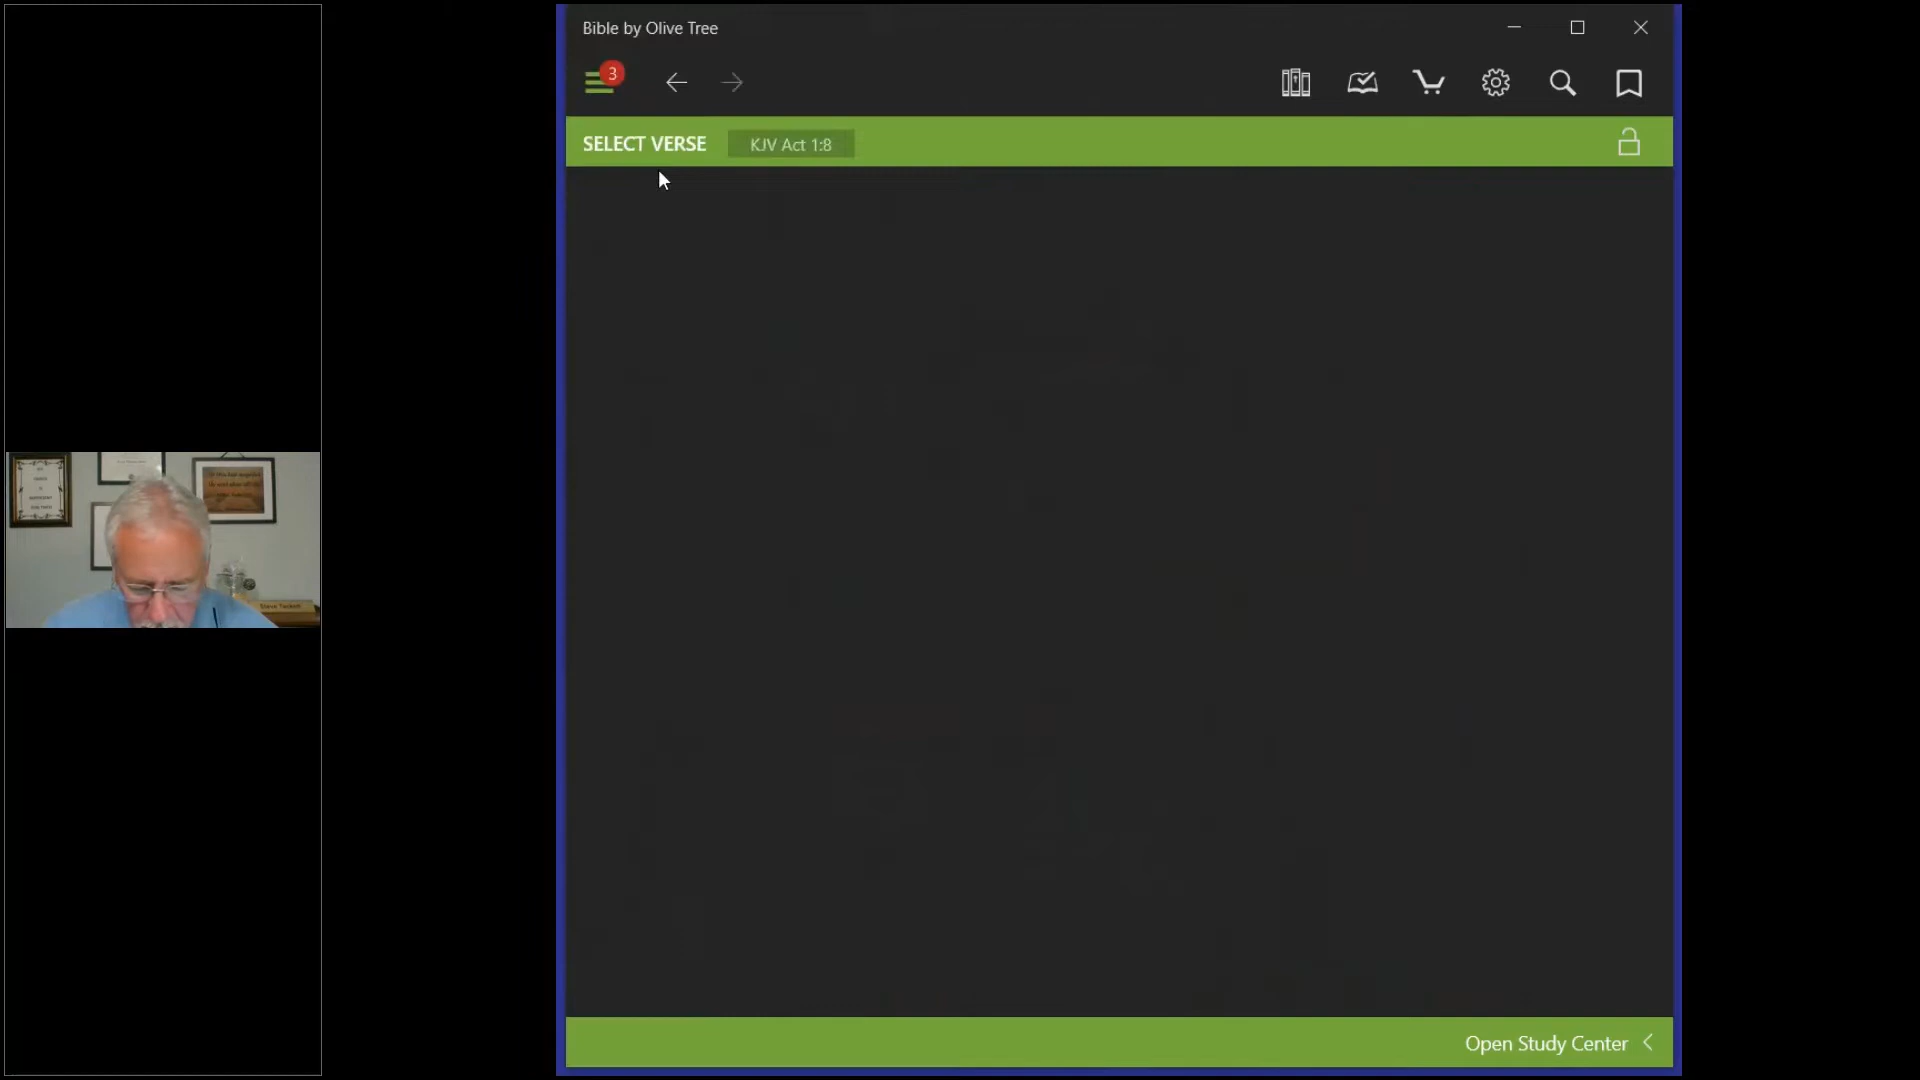 Bible by Olive Tree
3
SELECT VERSE
KJV Act 1:8
Open Study Center